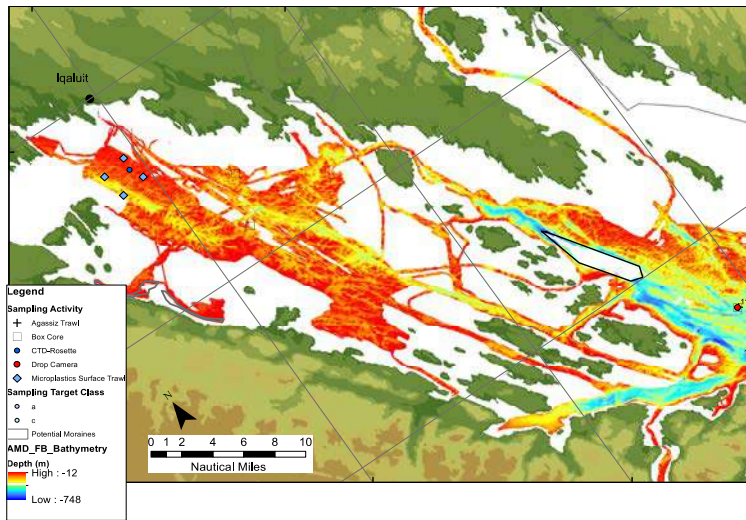 Iqaluit
Legend
Sampling Activity
Agassiz Trawl
Box Core
CTD-Rosette
Drop Camera
Microplastics Surface Trawl
Sampling Target Class
a
c
Potential Moraines
AMD_FB_Bathymetry
Depth (m)
High : -12
Low : -748
N
0 1 2 4 6 8 10
Nautical Miles